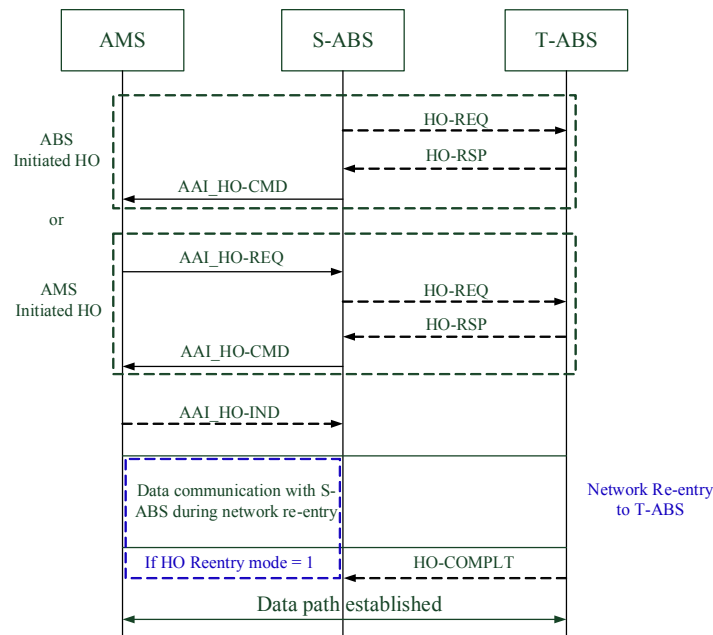 AMS
S-ABS
T-ABS
ABS
Initiated HO
HO-REQ
HO-RSP
AAI_HO-CMD
or
AMS
Initiated HO
AAI_HO-REQ
HO-REQ
HO-RSP
AAI_HO-CMD
AAI_HO-IND
Data communication with S-
ABS during network re-entry
Network Re-entry
to T-ABS
If HO Reentry mode = 1
HO-COMPLT
Data path established